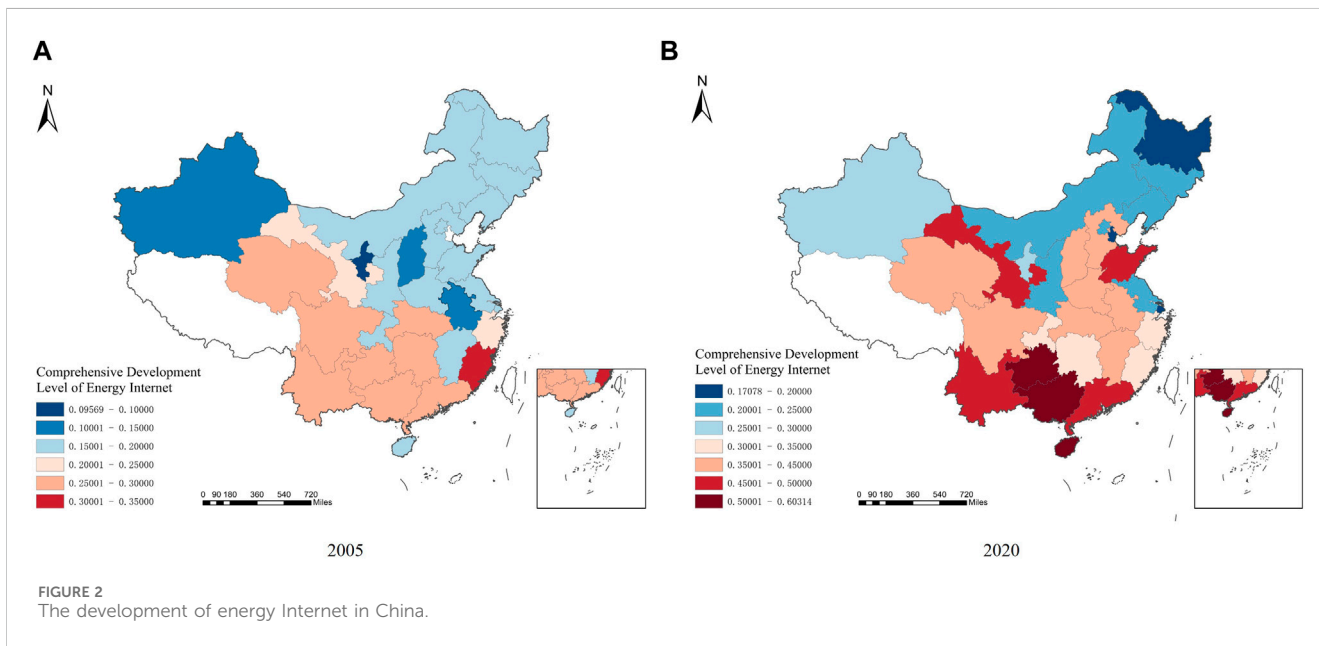 A
N
Comprehensive Development
Level of Energy Internet
0.09569 - 0.10000
0.10001 - 0.15000
0.15001 - 0.20000
0.20001 - 0.25000
0.25001 - 0.30000
0.30001 - 0.35000
0 90 180 360 540 720
Miles
2005
B
N
Comprehensive Development
Level of Energy Internet
0.17078 - 0.20000
0.20001 - 0.25000
0.25001 - 0.30000
0.30001 - 0.35000
0.35001 - 0.45000
0.45001 - 0.50000
0.50001 - 0.60314
0 90 180 360 540 720
Miles
2020
FIGURE 2
The development of energy Internet in China.